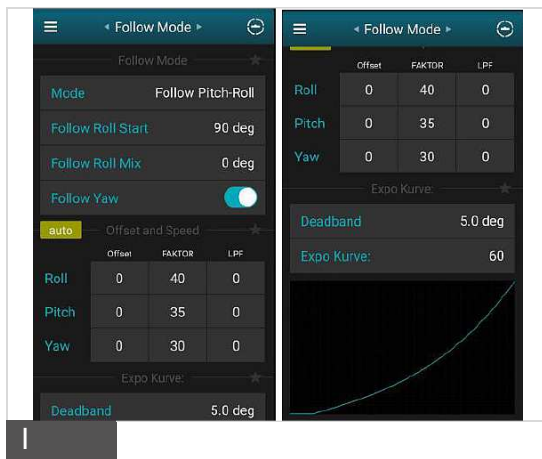 Follow Mode
Follow Mode
Mode Follow Pitch-Roll
Follow Roll Start 90 deg
Follow Roll Mix 0 deg
Follow Yaw
auto Offset and Speed
Offset FAKTOR LPF
Roll 0 40 0
Pitch 0 35 0
Yaw 0 30 0
Expo Kurve:
Deadband 5.0 deg
Follow Mode
Offset FAKTOR LPF
Roll 0 40 0
Pitch 0 35 0
Yaw 0 30 0
Expo Kurve:
Deadband 5.0 deg
Expo Kurve: 60